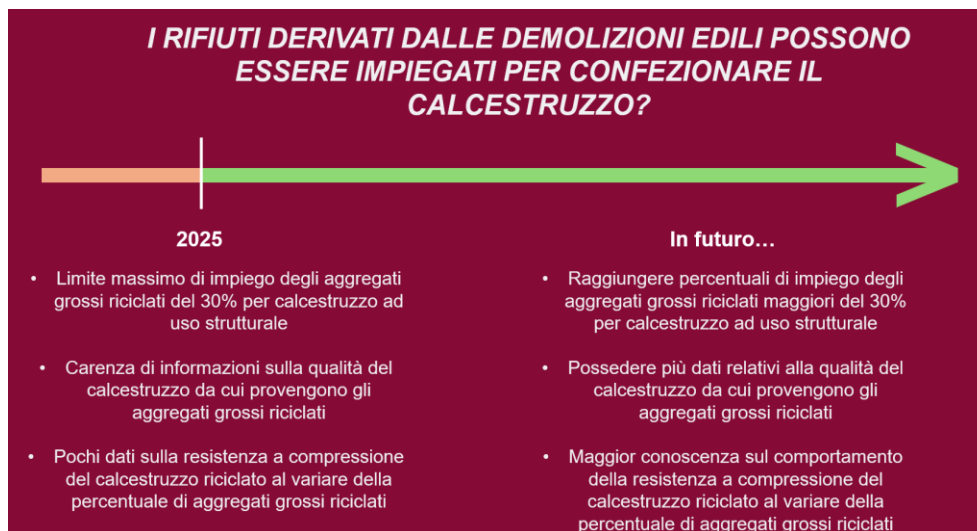 I RIFIUTI DERIVATI DALLE DEMOLIZIONI EDILI POSSONO
ESSERE IMPIEGATI PER CONFEZIONARE IL
CALCESTRUZZO?
2025
• Limite massimo di impiego degli aggregati
grossi riciclati del 30% per calcestruzzo ad
uso strutturale
• Carenza di informazioni sulla qualità del
calcestruzzo da cui provengono gli
aggregati grossi riciclati
• Pochi dati sulla resistenza a compressione
del calcestruzzo riciclato al variare della
percentuale di aggregati grossi riciclati
In futuro…
• Raggiungere percentuali di impiego degli
aggregati grossi riciclati maggiori del 30%
per calcestruzzo ad uso strutturale
• Possedere più dati relativi alla qualità del
calcestruzzo da cui provengono gli
aggregati grossi riciclati
• Maggior conoscenza sul comportamento
della resistenza a compressione del
calcestruzzo riciclato al variare della
percentuale di aggregati grossi riciclati